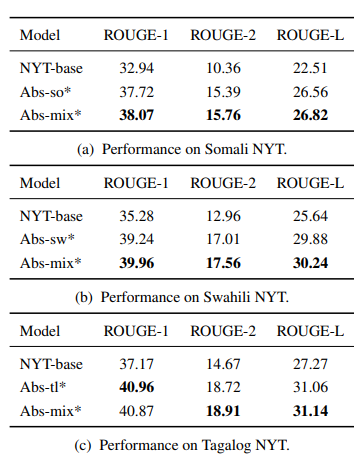 Model ROUGE-1 ROUGE-2 ROUGE-L
NYT-base 32.94 10.36 22.51
Abs-so* 37.72 15.39 26.56
Abs-mix* 38.07 15.76 26.82
(a) Performance on Somali NYT.
Model ROUGE-1 ROUGE-2 ROUGE-L
NYT-base 35.28 12.96 25.64
Abs-sw* 39.24 17.01 29.88
Abs-mix* 39.96 17.56 30.24
(b) Performance on Swahili NYT.
Model ROUGE-1 ROUGE-2 ROUGE-L
NYT-base 37.17 14.67 27.27
Abs-tl* 40.96 18.72 31.06
Abs-mix* 40.87 18.91 31.14
(c) Performance on Tagalog NYT.